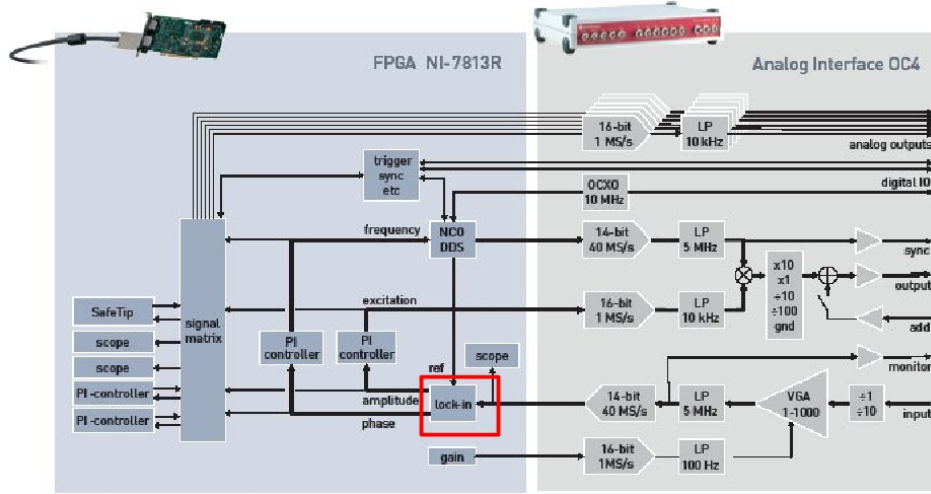 FPGA NI-7813R
Analog Interface OC4
16-bit
1 MS/s
LP
10 kHz
analog outputs
trigger
sync
etc
digital IO
OCXO
10 MHz
frequency
NCO
DDS
14-bit
40 MS/s
LP
5 MHz
sync
x10
x1
÷10
÷100
gnd
output
excitation
16-bit
1 MS/s
LP
10 kHz
add
SafeTip
scope
scope
PI-controller
PI-controller
signal
matrix
PI
controller
PI
controller
ref
scope
monitor
amplitude
lock-in
phase
14-bit
40 MS/s
LP
5 MHz
VGA
1-1000
÷1
÷10
input
gain
16-bit
1MS/s
LP
100 Hz